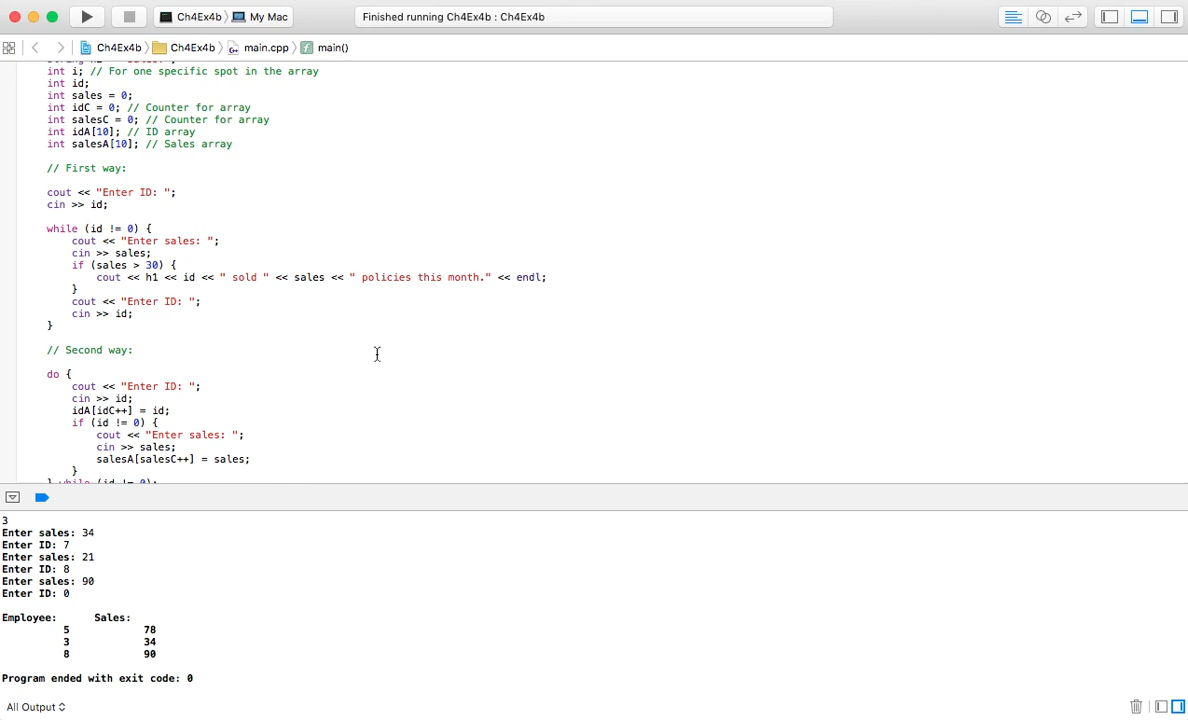 Ch4Ex4b 〉 My Mac
Finished running Ch4Ex4b : Ch4Ex4b
Ch4Ex4b 〉 Ch4Ex4b 〉 main.cpp 〉 main()
int i; // For one specific spot in the array
int id;
int sales = 0;
int idC = 0; // Counter for array
int salesC = 0; // Counter for array
int idA[10]; // ID array
int salesA[10]; // Sales array
// First way:
cout << "Enter ID: ";
cin >> id;
while (id != 0) {
cout << "Enter sales: ";
cin >> sales;
if (sales > 30) {
cout << h1 << id << " sold " << sales << " policies this month." << endl;
}
cout << "Enter ID: ";
cin >> id;
}
// Second way:
do {
cout << "Enter ID: ";
cin >> id;
idA[idC++] = id;
if (id != 0) {
cout << "Enter sales: ";
cin >> sales;
salesA[salesC++] = sales;
}
} while (id != 0);
3
Enter sales: 34
Enter ID: 7
Enter sales: 21
Enter ID: 8
Enter sales: 90
Enter ID: 0
Employee: Sales:
5 78
3 34
8 90
Program ended with exit code: 0
All Output